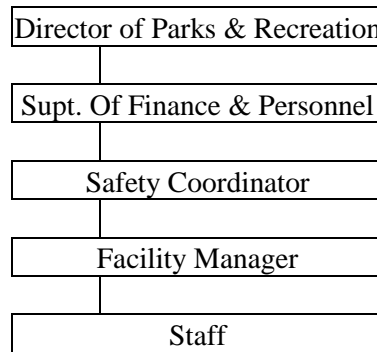 Director of Parks & Recreation
Supt. Of Finance & Personnel
Safety Coordinator
Facility Manager
Staff